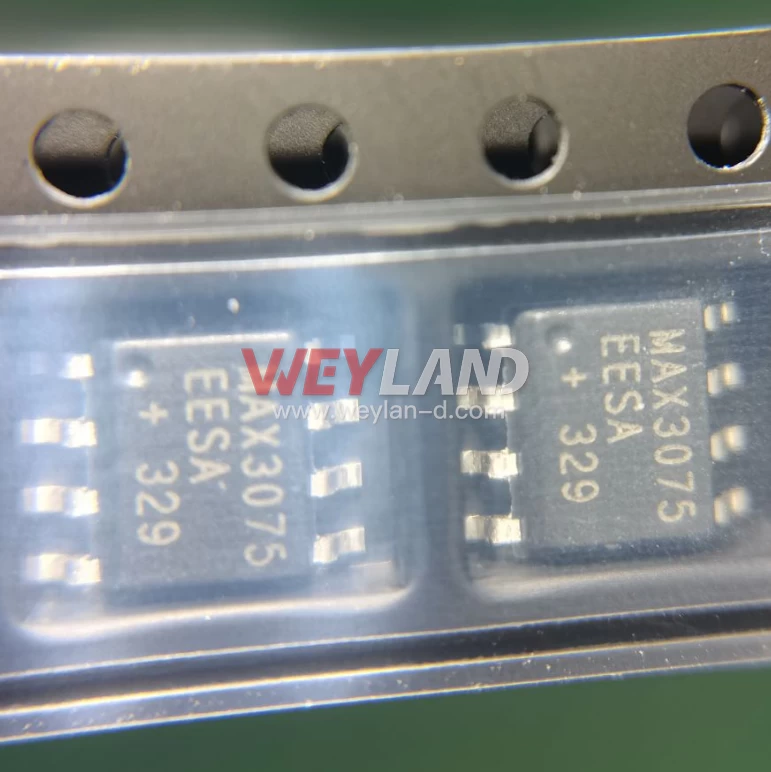 WEYLAND
www.weylan-d.com
MAX3075
EESA
+ 329
MAX3075
EESA
+ 329